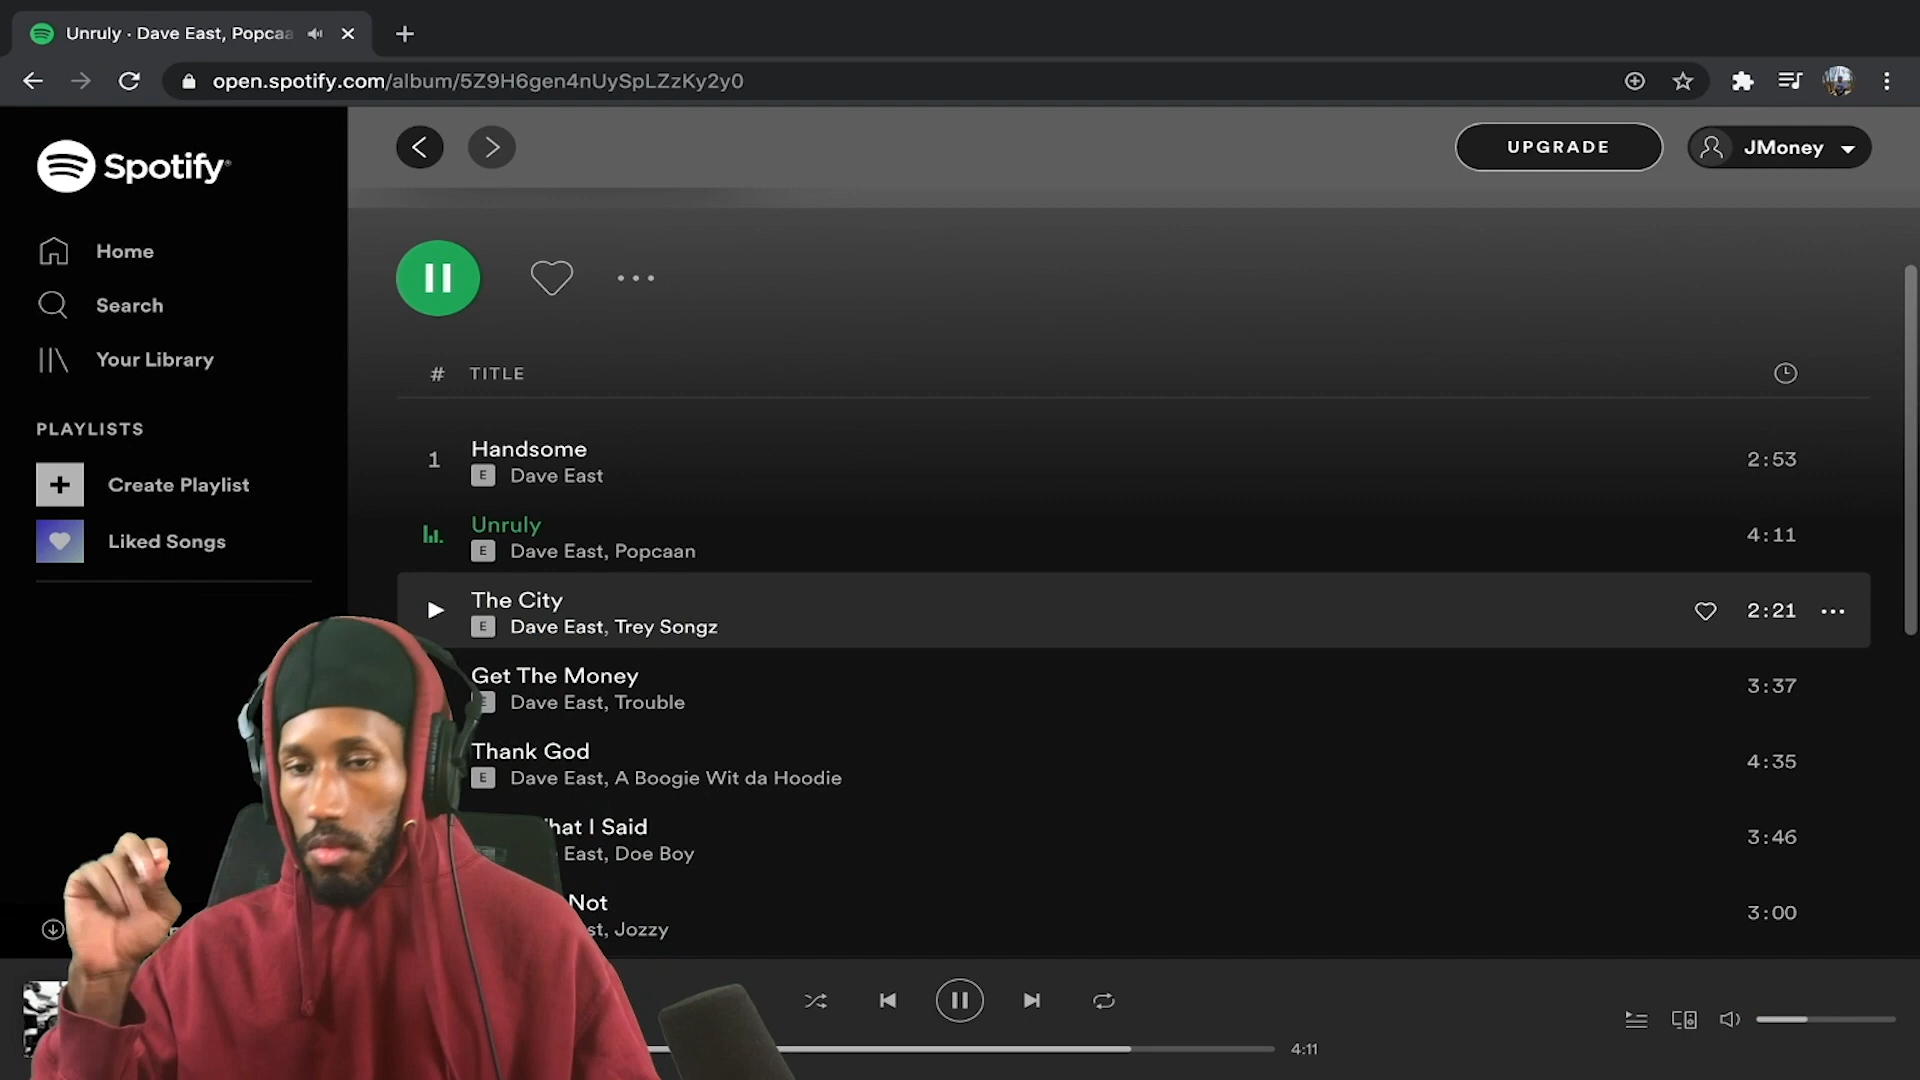 Unruly · Dave East, Popcaa
open.spotify.com/album/5Z9H6gen4nUySpLZzKy2y0
Spotify
UPGRADE
JMoney
Home
Search
Your Library
PLAYLISTS
Create Playlist
Liked Songs
# TITLE
1 Handsome 2:53
E Dave East
Unruly 4:11
E Dave East, Popcaan
The City 2:21
E Dave East, Trey Songz
Get The Money 3:37
E Dave East, Trouble
Thank God 4:35
E Dave East, A Boogie Wit da Hoodie
hat I Said 3:46
East, Doe Boy
Not 3:00
st, Jozzy
4:11